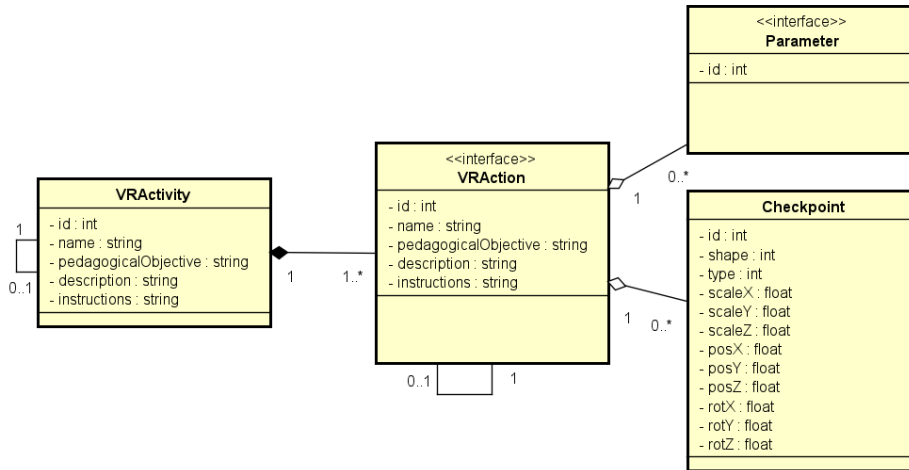 VRActivity
- id : int
- name : string
- pedagogicalObjective : string
- description : string
- instructions : string
1
0..1
1
1..*
<<interface>>
VRAction
- id : int
- name : string
- pedagogicalObjective : string
- description : string
- instructions : string
0..1
1
1
0..*
1
0..*
<<interface>>
Parameter
- id : int
Checkpoint
- id : int
- shape : int
- type : int
- scaleX : float
- scaleY : float
- scaleZ : float
- posX : float
- posY : float
- posZ : float
- rotX : float
- rotY : float
- rotZ : float